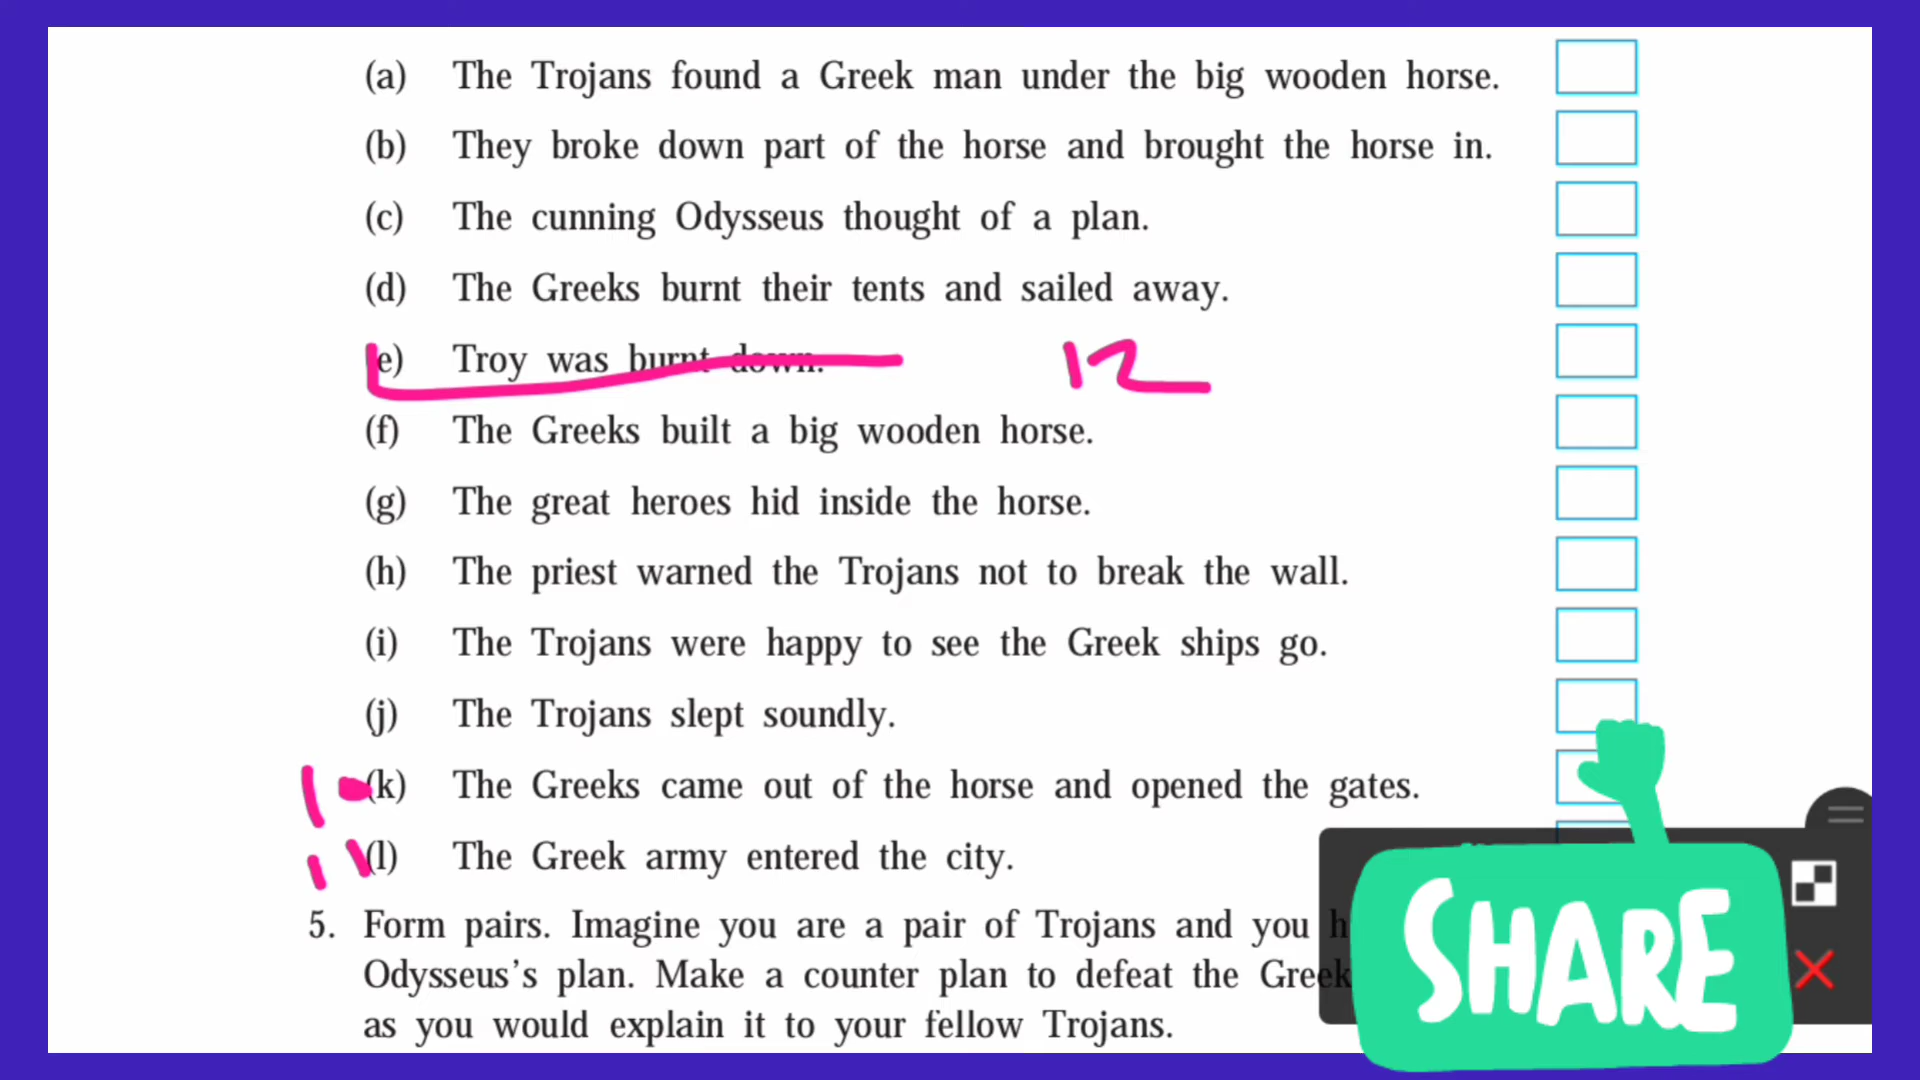 (a) The Trojans found a Greek man under the big wooden horse.
(b) They broke down part of the horse and brought the horse in.
(c) The cunning Odysseus thought of a plan.
(d) The Greeks burnt their tents and sailed away.
e) Troy was burnt down. 12
(f) The Greeks built a big wooden horse.
(g) The great heroes hid inside the horse.
(h) The priest warned the Trojans not to break the wall.
(i) The Trojans were happy to see the Greek ships go.
(j) The Trojans slept soundly.
(k) The Greeks came out of the horse and opened the gates.
11 (l) The Greek army entered the city.
5. Form pairs. Imagine you are a pair of Trojans and you
Odysseus's plan. Make a counter plan to defeat the Greek
as you would explain it to your fellow Trojans.
SHARE